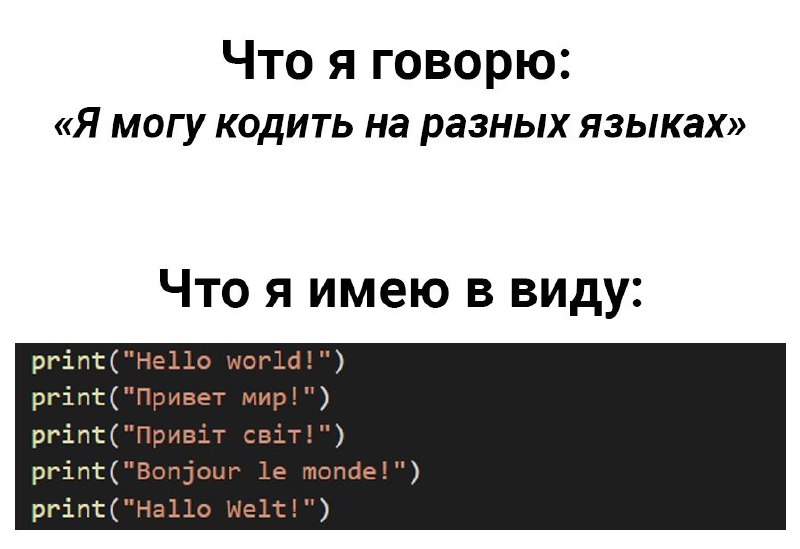 Что я говорю:
«Я могу кодить на разных языках»
Что я имею в виду:
print("Hello world!")
print("Привет мир!")
print("Привіт світ!")
print("Bonjour le monde!")
print("Hallo Welt!")